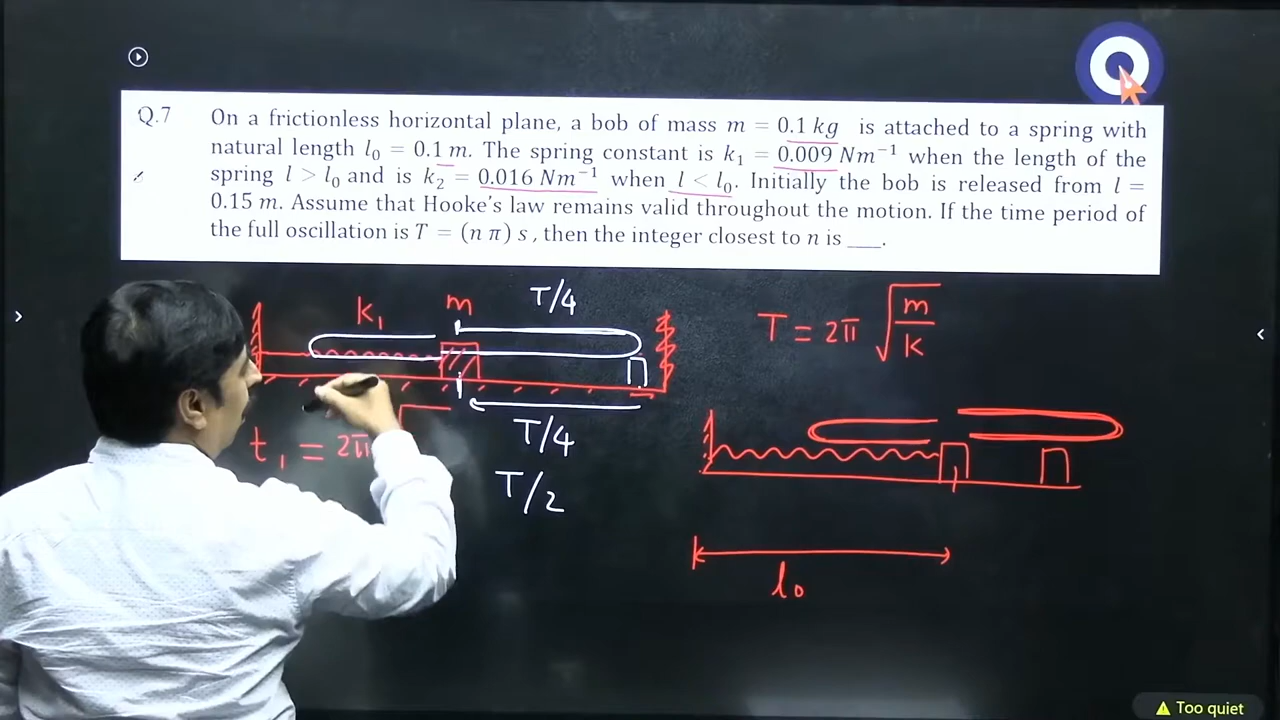 Q.7 On a frictionless horizontal plane, a bob of mass m = 0.1 kg is attached to a spring with
natural length l₀ = 0.1 m. The spring constant is k₁ = 0.009 Nm⁻¹ when the length of the
spring l > l₀ and is k₂ = 0.016 Nm⁻¹ when l < l₀. Initially the bob is released from l =
0.15 m. Assume that Hooke's law remains valid throughout the motion. If the time period of
the full oscillation is T = (n π) s, then the integer closest to n is ___.
k₁ m T/4
T = 2π √(m/k)
T/4
t₁ = 2π √
T/2
l₀
Too quiet